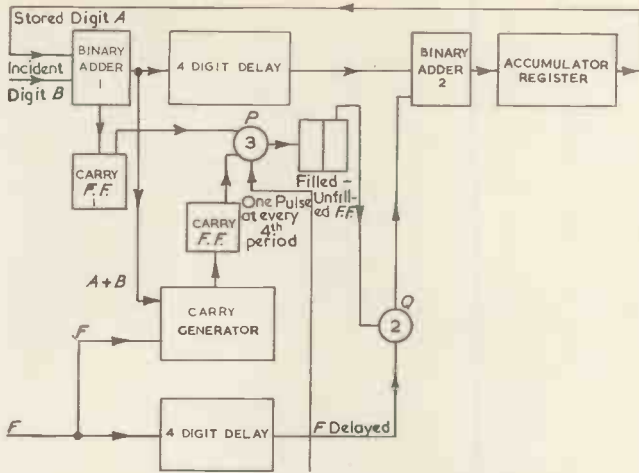 Stored Digit A
Incident
Digit B
BINARY
ADDER
1
4 DIGIT DELAY
BINARY
ADDER
2
ACCUMULATOR
REGISTER
CARRY
F.F.
1
P
3
Filled -
Unfill-
ed F.F.
One Pulse
at every
4th
period
CARRY
F.F.
A+B
CARRY
GENERATOR
Q
2
F
F
4 DIGIT DELAY
F Delayed